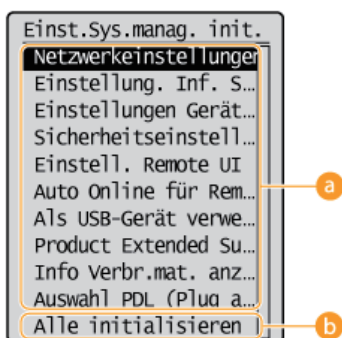 Einst.Sys.manag. init.
Netzwerkeinstellungen
Einstellung. Inf. S…
Einstellungen Gerät…
Sicherheitseinstell…
Einstell. Remote UI
Auto Online für Rem…
Als USB-Gerät verwe…
Product Extended Su…
Info Verbr.mat. anz…
Auswahl PDL (Plug a…
Alle initialisieren
a
b